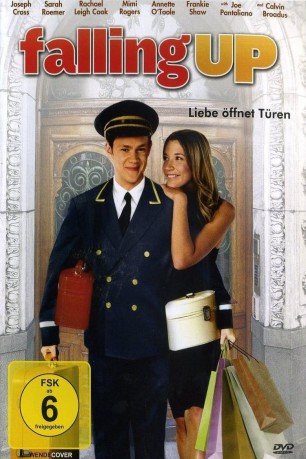 Joseph Cross Sarah Roemer Rachael Leigh Cook Mimi Rogers Annette O'Toole Frankie Shaw with Joe Pantoliano and Calvin Broadus
falling UP
Liebe öffnet Türen
FSK
ab
6
freigegeben
WENDECOVER
DVD